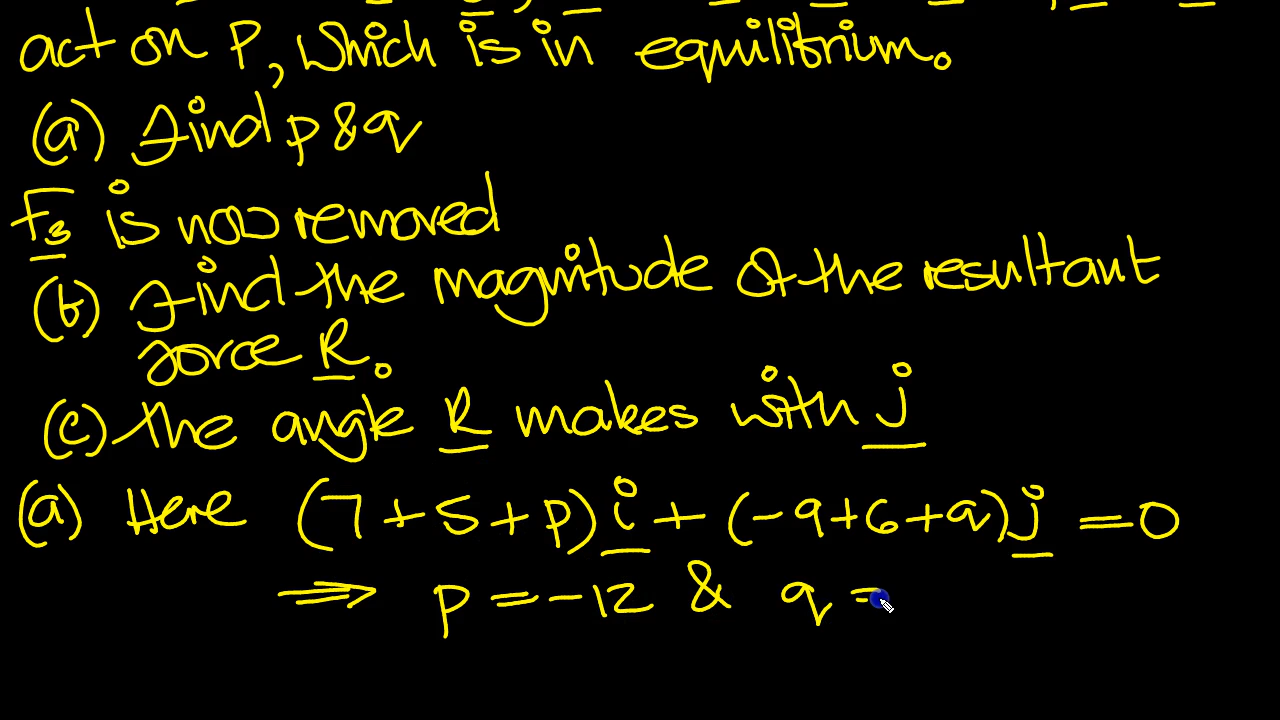 act on P, which is in equilibrium.
(a) Find p & q
F₃ is now removed
(b) Find the magnitude of the resultant
force R.
(c) the angle R makes with j
(a) Here (7+5+p)i + (-9+6+q)j = 0
⇒ p = -12 & q =